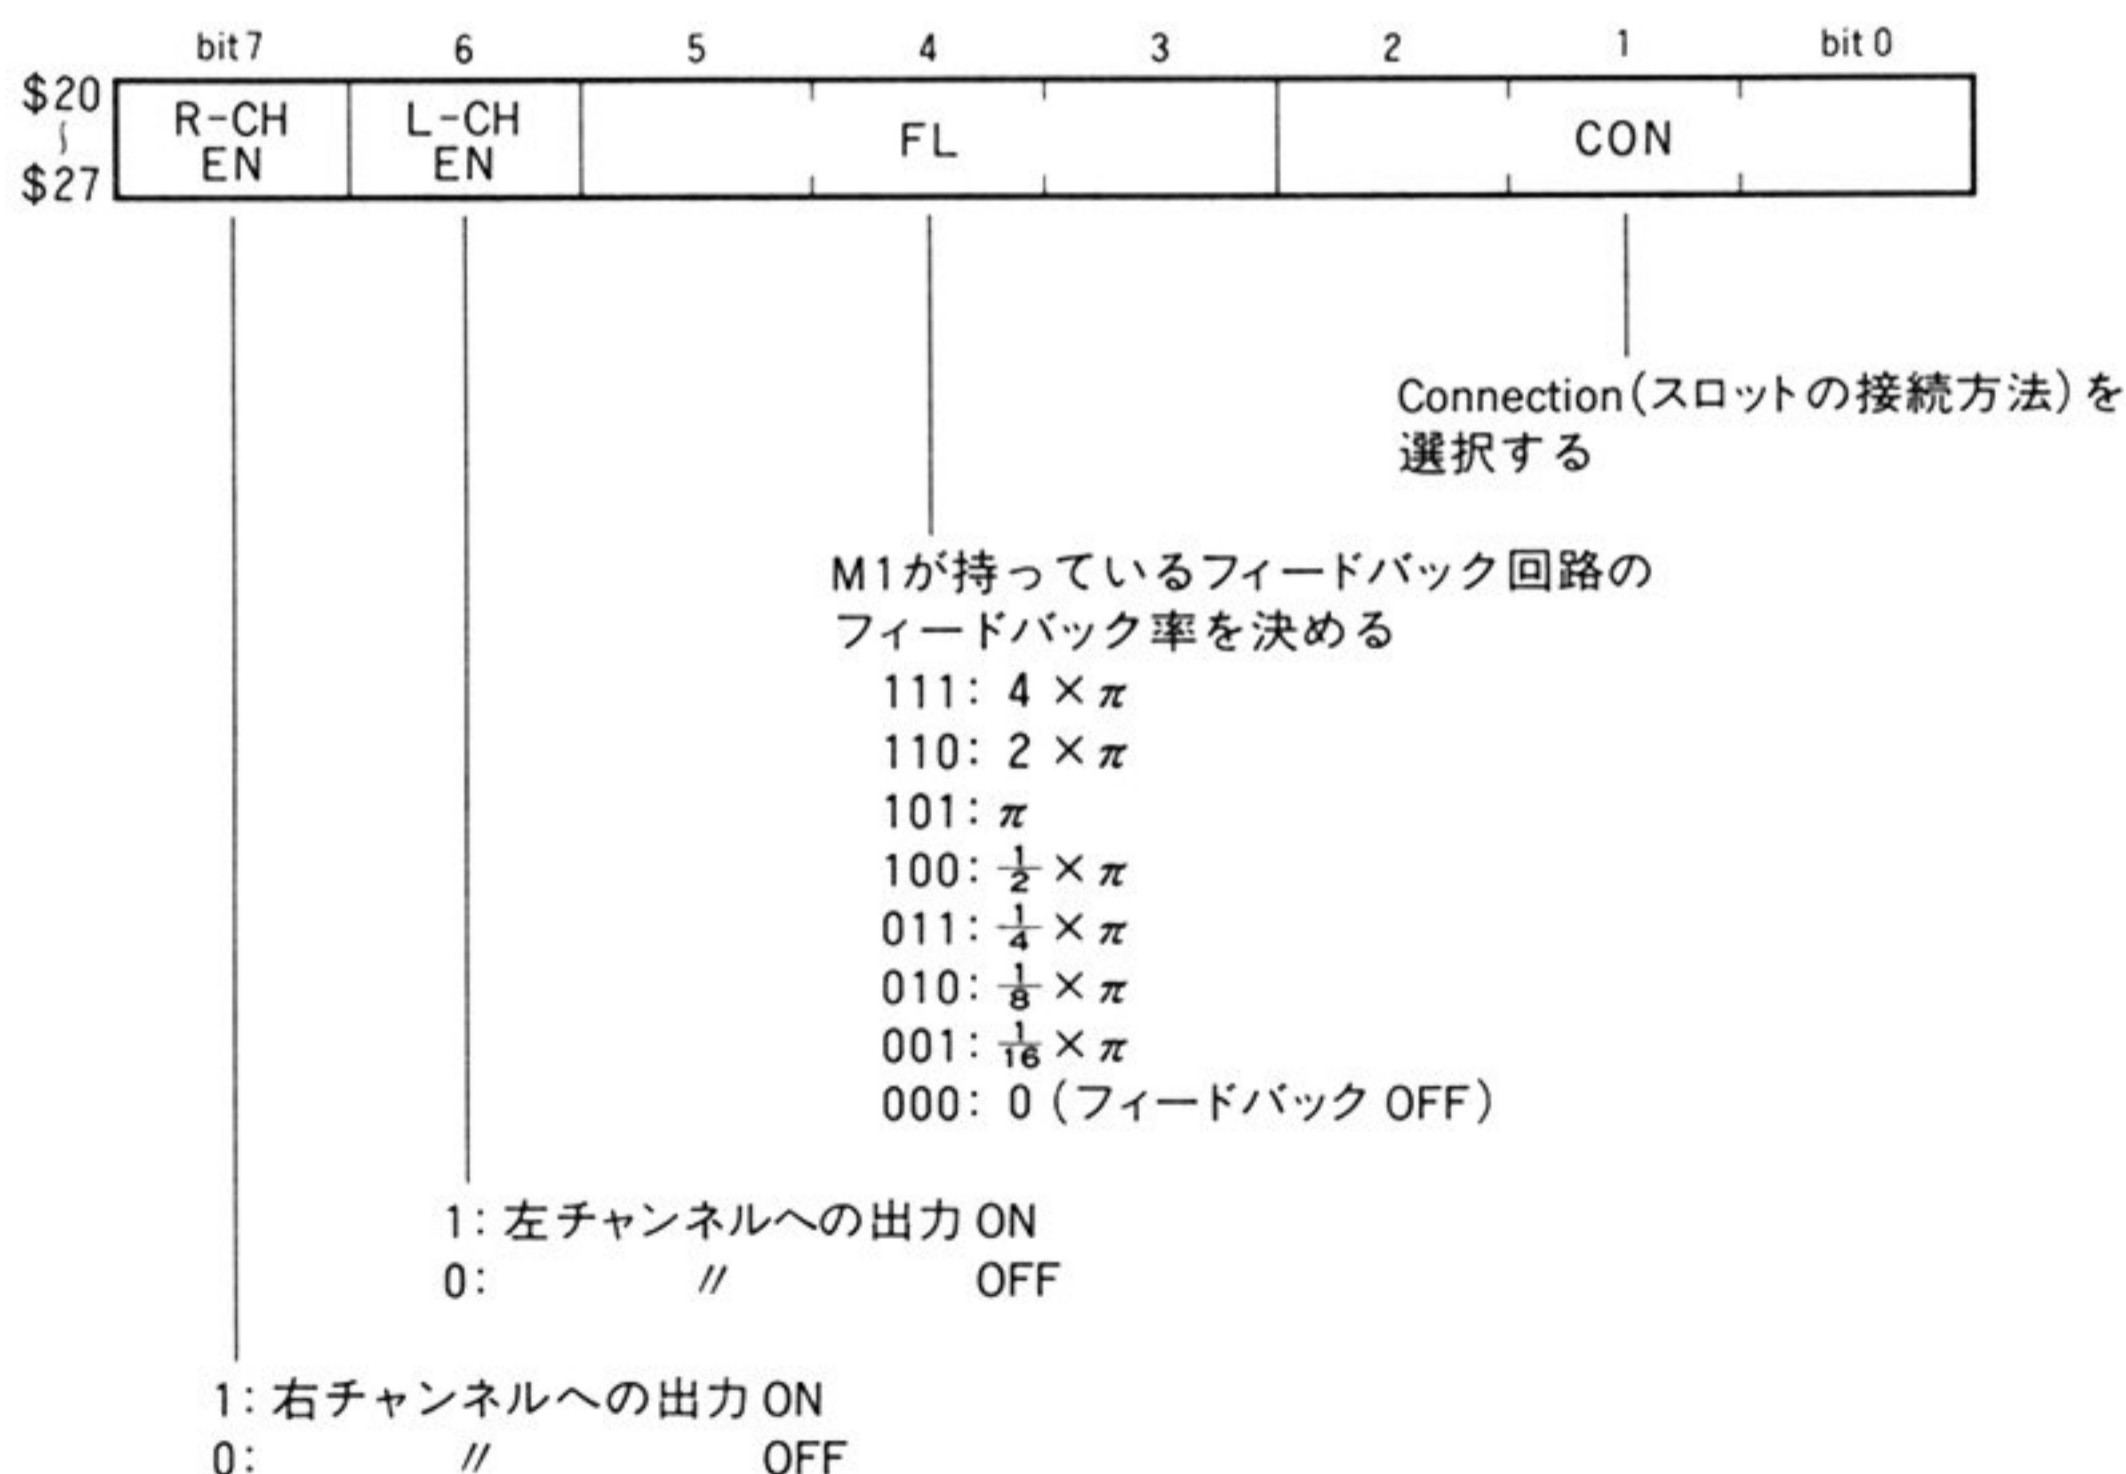 bit 7 6 5 4 3 2 1 bit 0
$20
〜
$27
R-CH
EN
L-CH
EN
FL
CON
Connection(スロットの接続方法)を
選択する
M1が持っているフィードバック回路の
フィードバック率を決める
111: 4 × π
110: 2 × π
101: π
100: 1/2 × π
011: 1/4 × π
010: 1/8 × π
001: 1/16 × π
000: 0 (フィードバック OFF)
1: 左チャンネルへの出力 ON
0: 〃 OFF
1: 右チャンネルへの出力 ON
0: 〃 OFF